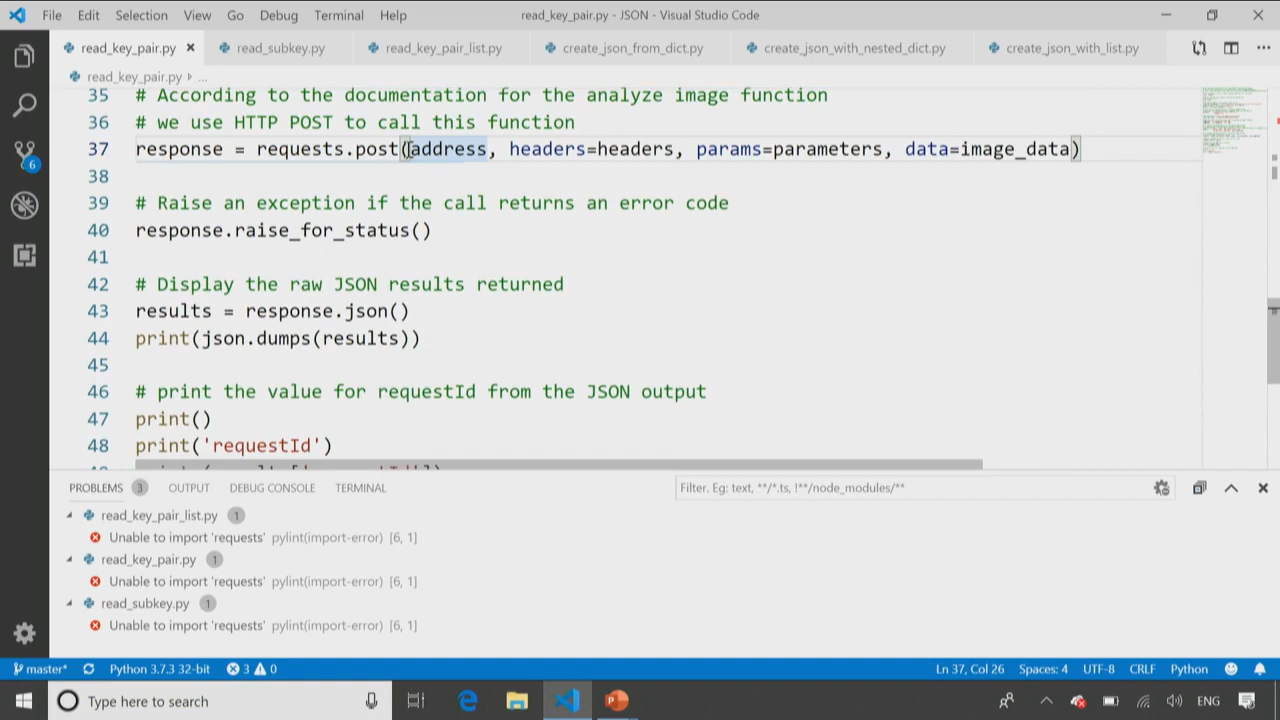 File Edit Selection View Go Debug Terminal Help read_key_pair.py - JSON - Visual Studio Code
read_key_pair.py read_subkey.py read_key_pair_list.py create_json_from_dict.py create_json_with_nested_dict.py create_json_with_list.py
read_key_pair.py ...
35 # According to the documentation for the analyze image function
36 # we use HTTP POST to call this function
37 response = requests.post(address, headers=headers, params=parameters, data=image_data)
38
39 # Raise an exception if the call returns an error code
40 response.raise_for_status()
41
42 # Display the raw JSON results returned
43 results = response.json()
44 print(json.dumps(results))
45
46 # print the value for requestId from the JSON output
47 print()
48 print('requestId')
PROBLEMS 3 OUTPUT DEBUG CONSOLE TERMINAL Filter. Eg: text, **/*.ts, !**/node_modules/**
read_key_pair_list.py 1
Unable to import 'requests' pylint(import-error) [6, 1]
read_key_pair.py 1
Unable to import 'requests' pylint(import-error) [6, 1]
read_subkey.py 1
Unable to import 'requests' pylint(import-error) [6, 1]
6
master* Python 3.7.3 32-bit 3 0 Ln 37, Col 26 Spaces: 4 UTF-8 CRLF Python
Type here to search ENG